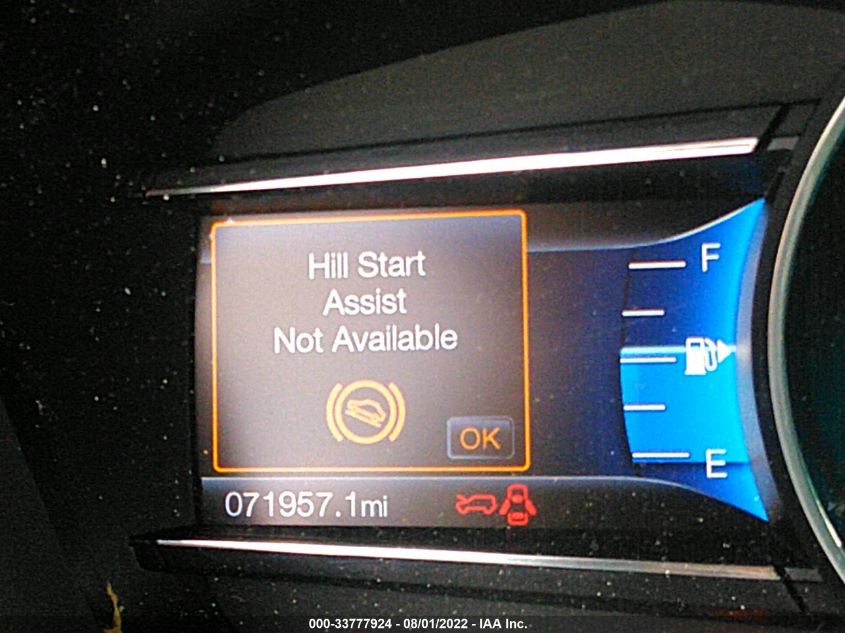 Hill Start
Assist
Not Available
OK
F
E
071957.1mi
000-33777924 - 08/01/2022 - IAA Inc.